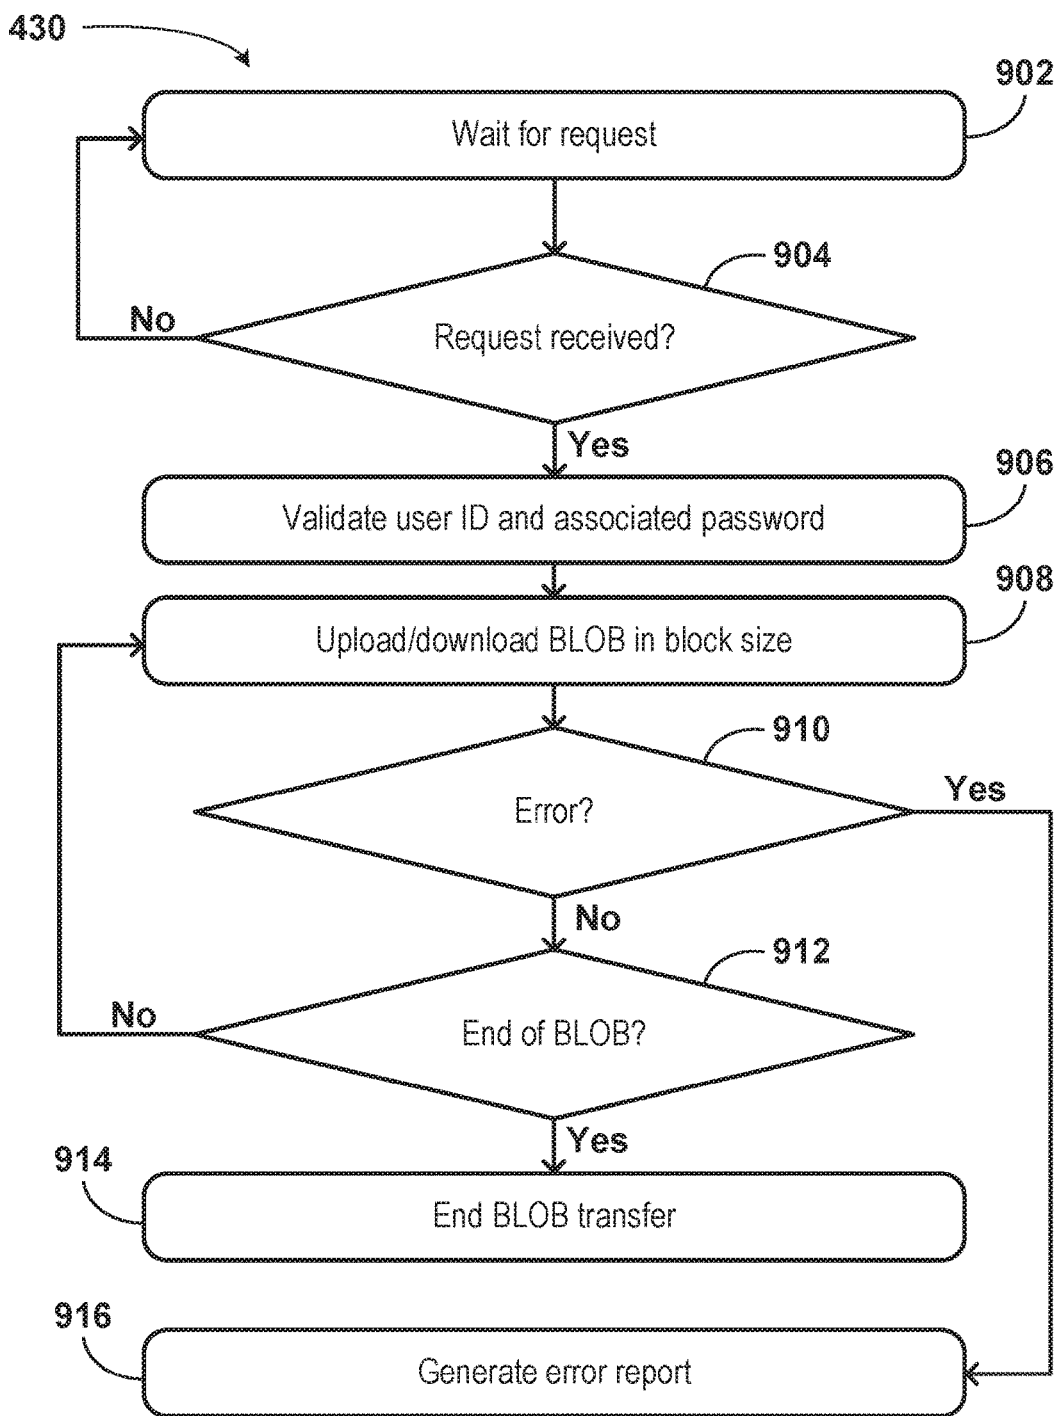 430
902
Wait for request
904
Request received?
No
Yes
906
Validate user ID and associated password
908
Upload/download BLOB in block size
910
Error?
Yes
No
912
End of BLOB?
No
Yes
914
End BLOB transfer
916
Generate error report